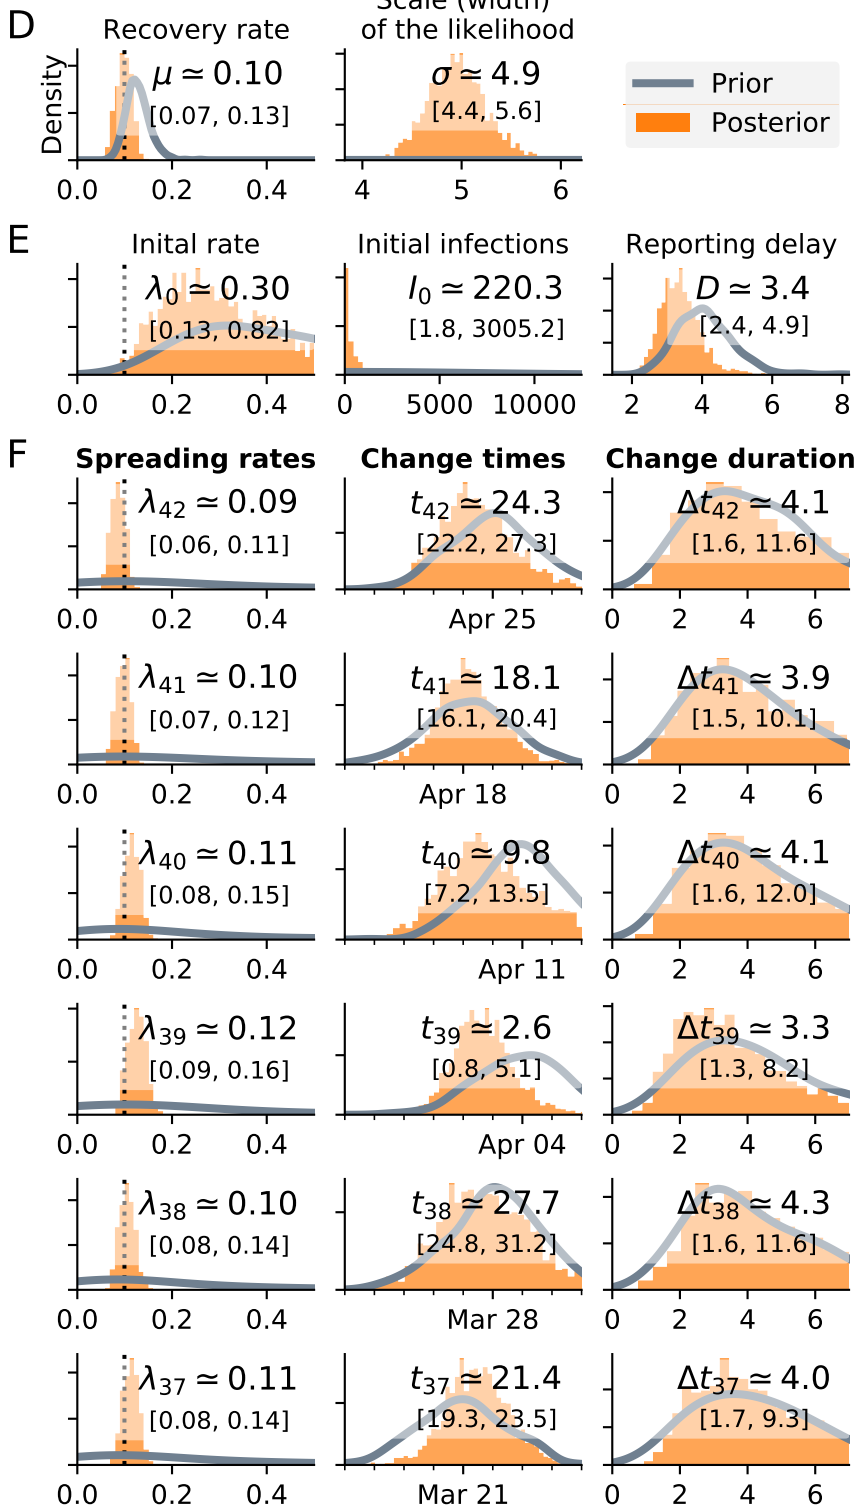 D
Recovery rate
Scale (width)
of the likelihood
Density
μ ≃ 0.10
[0.07, 0.13]
σ ≃ 4.9
[4.4, 5.6]
Prior
Posterior
0.0 0.2 0.4
4 5 6
E
Inital rate
Initial infections
Reporting delay
λ0 ≃ 0.30
[0.13, 0.82]
I0 ≃ 220.3
[1.8, 3005.2]
D ≃ 3.4
[2.4, 4.9]
0.0 0.2 0.4
0 5000 10000
2 4 6 8
F
Spreading rates
Change times
Change duration
λ42 ≃ 0.09
[0.06, 0.11]
t42 ≃ 24.3
[22.2, 27.3]
Δt42 ≃ 4.1
[1.6, 11.6]
0.0 0.2 0.4
Apr 25
0 2 4 6
λ41 ≃ 0.10
[0.07, 0.12]
t41 ≃ 18.1
[16.1, 20.4]
Δt41 ≃ 3.9
[1.5, 10.1]
0.0 0.2 0.4
Apr 18
0 2 4 6
λ40 ≃ 0.11
[0.08, 0.15]
t40 ≃ 9.8
[7.2, 13.5]
Δt40 ≃ 4.1
[1.6, 12.0]
0.0 0.2 0.4
Apr 11
0 2 4 6
λ39 ≃ 0.12
[0.09, 0.16]
t39 ≃ 2.6
[0.8, 5.1]
Δt39 ≃ 3.3
[1.3, 8.2]
0.0 0.2 0.4
Apr 04
0 2 4 6
λ38 ≃ 0.10
[0.08, 0.14]
t38 ≃ 27.7
[24.8, 31.2]
Δt38 ≃ 4.3
[1.6, 11.6]
0.0 0.2 0.4
Mar 28
0 2 4 6
λ37 ≃ 0.11
[0.08, 0.14]
t37 ≃ 21.4
[19.3, 23.5]
Δt37 ≃ 4.0
[1.7, 9.3]
0.0 0.2 0.4
Mar 21
0 2 4 6